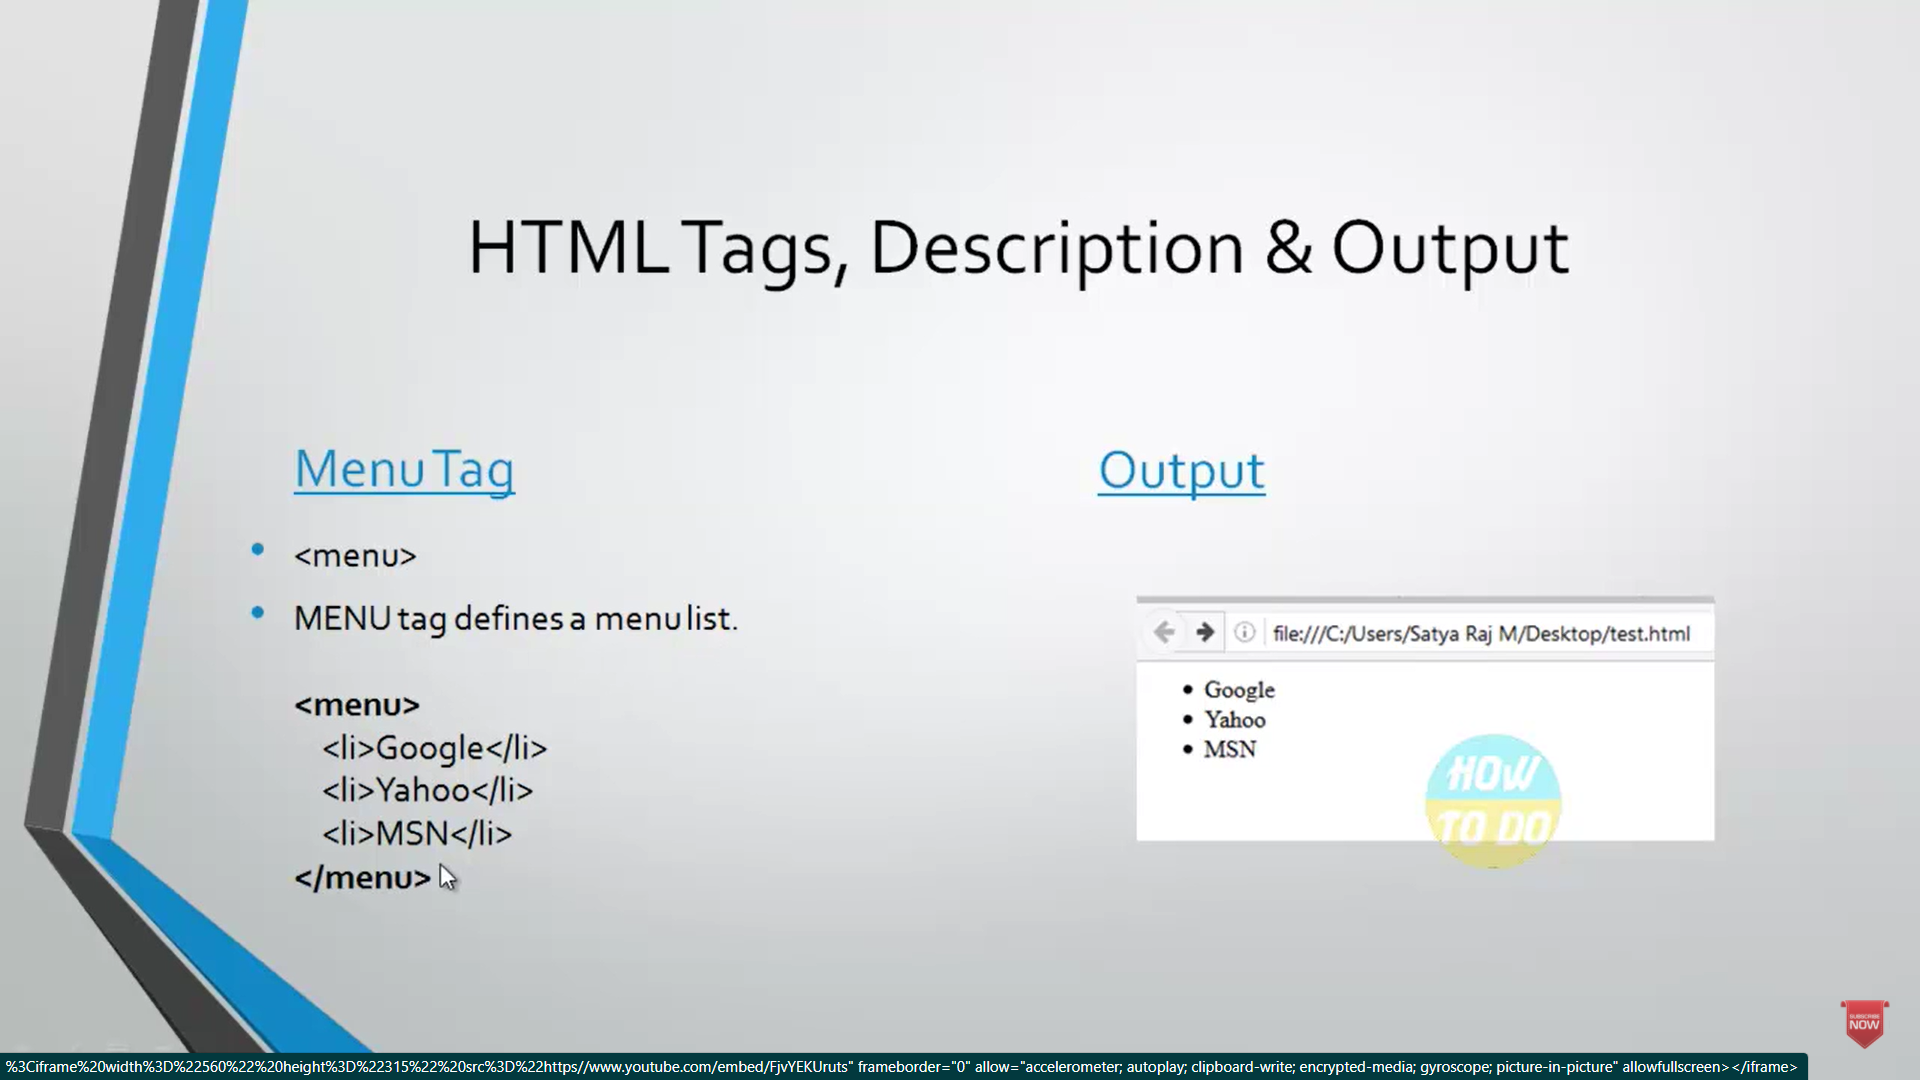 HTML Tags, Description & Output
Menu Tag
• <menu>
• MENU tag defines a menu list.
<menu>
<li>Google</li>
<li>Yahoo</li>
<li>MSN</li>
</menu>
Output
file:///C:/Users/Satya Raj M/Desktop/test.html
• Google
• Yahoo
• MSN
HOW
TO DO
SUBSCRIBE
NOW
%3Ciframe%20width%3D%22560%22%20height%3D%22315%22%20src%3D%22https//www.youtube.com/embed/FjvYEKUruts" frameborder="0" allow="accelerometer; autoplay; clipboard-write; encrypted-media; gyroscope; picture-in-picture" allowfullscreen></iframe>